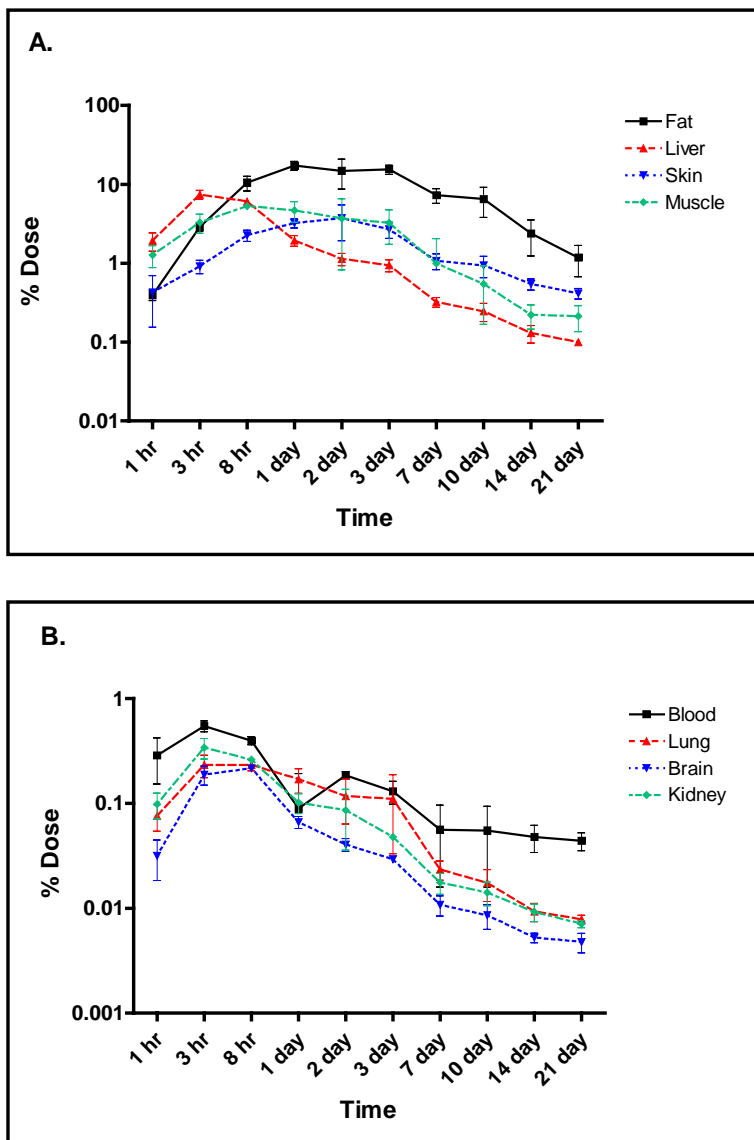 A.
100
10
1
0.1
0.01
% Dose
1 hr
3 hr
8 hr
1 day
2 day
3 day
7 day
10 day
14 day
21 day
Time
Fat
Liver
Skin
Muscle
B.
1
0.1
0.01
0.001
% Dose
1 hr
3 hr
8 hr
1 day
2 day
3 day
7 day
10 day
14 day
21 day
Time
Blood
Lung
Brain
Kidney